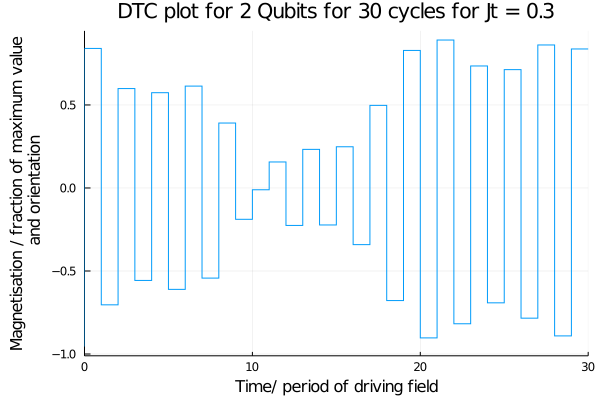 DTC plot for 2 Qubits for 30 cycles for Jt = 0.3
Magnetisation / fraction of maximum value
and orientation
0.5
0.0
−0.5
−1.0
0
10
20
30
Time/ period of driving field